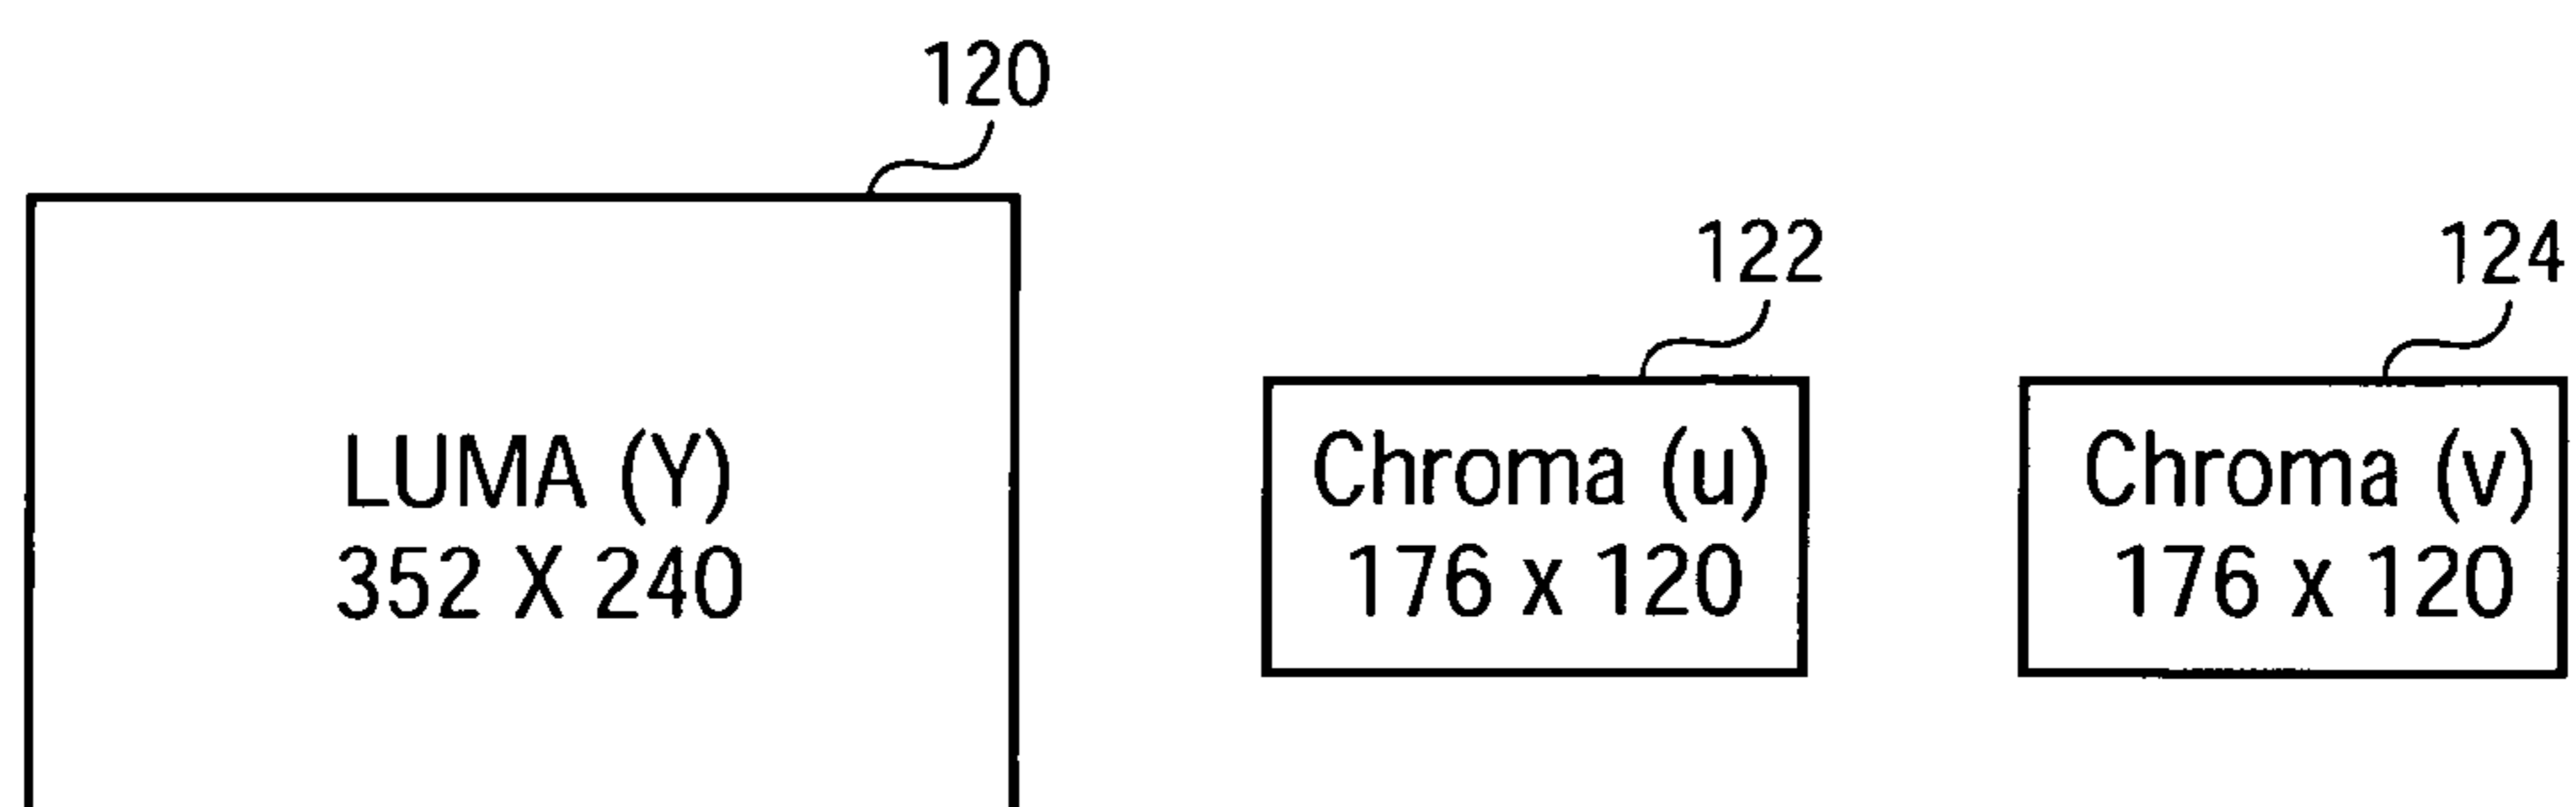 120
122
124
LUMA (Y)
352 X 240
Chroma (u)
176 x 120
Chroma (v)
176 x 120